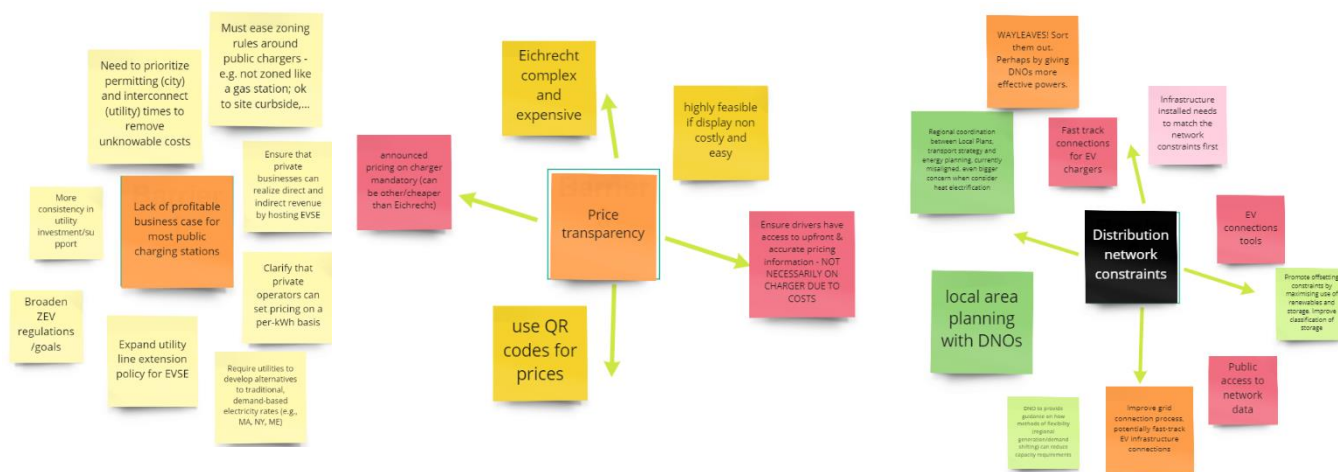 Must ease zoning
rules around
public chargers -
e.g. not zoned like
a gas station; ok
to site curbside,...
Need to prioritize
permitting (city)
and interconnect
(utility) times to
remove
unknowable costs
Ensure that
private
businesses can
realize direct and
indirect revenue by
hosting EVSE
More
consistency in
utility
investment/su
pport
Lack of profitable
business case for
most public
charging stations
Clarify that
private
operators can
set pricing on a
per-kWh basis
Broaden
ZEV
regulations
/goals
Expand utility
line extension
policy for EVSE
Require utilities to
develop alternatives
to traditional,
demand-based
electricity rates (e.g.,
MA, NY, ME)
Eichrecht
complex
and
expensive
highly feasible
if display non
costly and
easy
announced
pricing on charger
mandatory (can
be other/cheaper
than Eichrecht)
Price
transparency
Ensure drivers have
access to upfront &
accurate pricing
information - NOT
NECESSARILY ON
CHARGER DUE TO
COSTS
use QR
codes for
prices
WAYLEAVES! Sort
them out.
Perhaps by giving
DNOs more
effective powers.
Infrastructure
installed needs
to match the
network
constraints first
Fast track
connections
for EV
chargers
Regional coordination
between Local Plans,
transport strategy and
energy planning, currently
misaligned, even bigger
concern when consider
heat electrification
EV
connections
tools
Distribution
network
constraints
Promote offsetting
constraints by
maximising use of
renewables and
storage. Improve
classification of
storage
local area
planning
with DNOs
Public
access to
network
data
DNO to provide
guidance on how
methods of flexibility
(regional
generation/demand
shifting) can reduce
capacity requirements
Improve grid
connection process,
potentially fast-track
EV infrastructure
connections